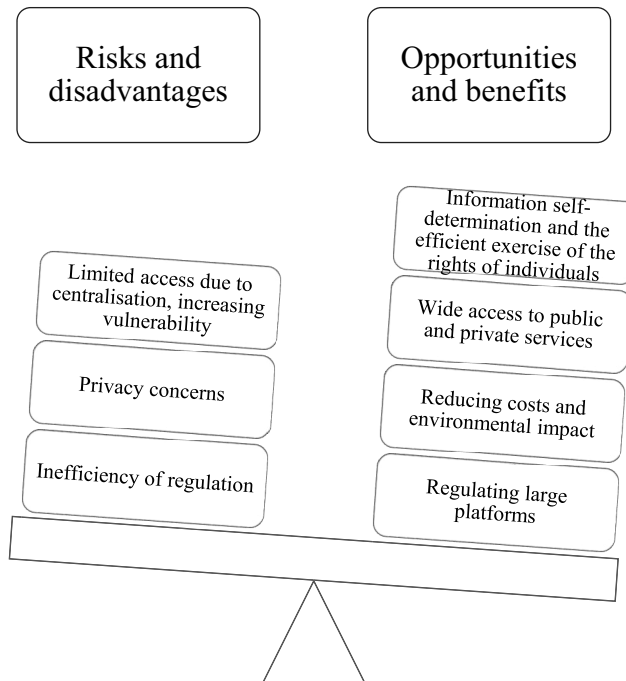 Risks and
disadvantages
Opportunities
and benefits
Limited access due to
centralisation, increasing
vulnerability
Privacy concerns
Inefficiency of regulation
Information self-
determination and the
efficient exercise of the
rights of individuals
Wide access to public
and private services
Reducing costs and
environmental impact
Regulating large
platforms